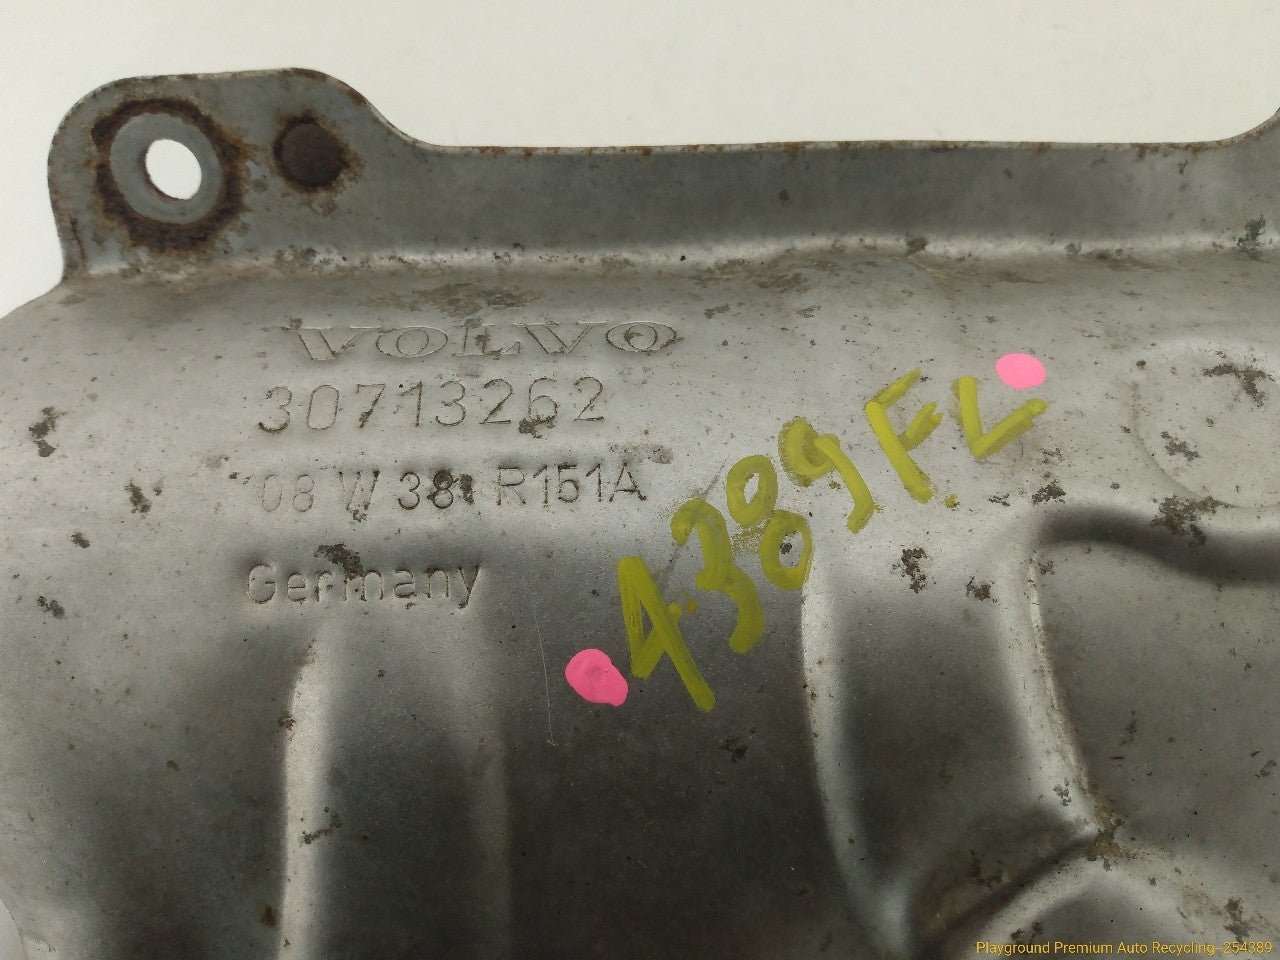 VOLVO
30713262
08 W 38 R151A
Germany
4389FL
Playground Premium Auto Recycling--254389